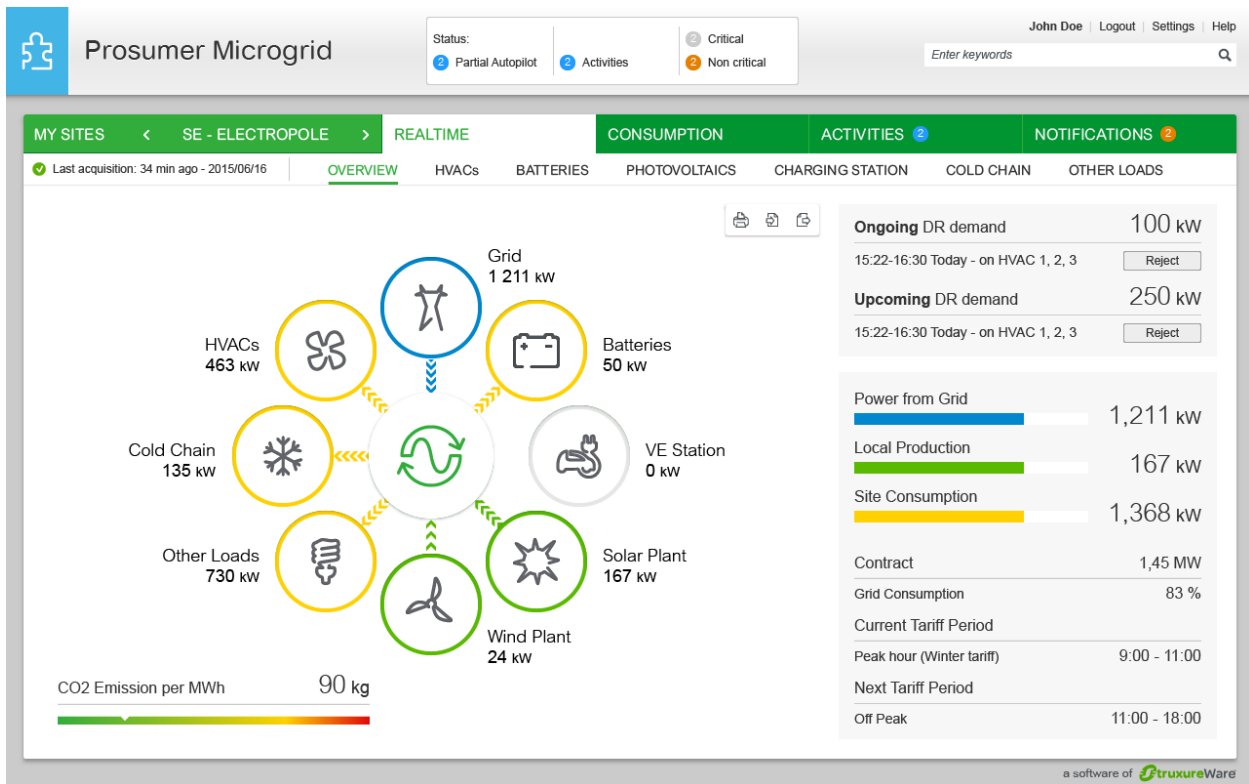 Prosumer Microgrid
Status:
2 Partial Autopilot
2 Activities
2 Critical
2 Non critical
John Doe | Logout | Settings | Help
Enter keywords
MY SITES < SE - ELECTROPOLE > REALTIME CONSUMPTION ACTIVITIES 2 NOTIFICATIONS 2
Last acquisition: 34 min ago - 2015/06/16
OVERVIEW HVACs BATTERIES PHOTOVOLTAICS CHARGING STATION COLD CHAIN OTHER LOADS
Grid
1 211 kW
HVACs
463 kW
Batteries
50 kW
Cold Chain
135 kW
VE Station
0 kW
Other Loads
730 kW
Solar Plant
167 kW
Wind Plant
24 kW
CO2 Emission per MWh 90 kg
Ongoing DR demand 100 kW
15:22-16:30 Today - on HVAC 1, 2, 3 Reject
Upcoming DR demand 250 kW
15:22-16:30 Today - on HVAC 1, 2, 3 Reject
Power from Grid
1,211 kW
Local Production
167 kW
Site Consumption
1,368 kW
Contract 1,45 MW
Grid Consumption 83 %
Current Tariff Period
Peak hour (Winter tariff) 9:00 - 11:00
Next Tariff Period
Off Peak 11:00 - 18:00
a software of StruxureWare